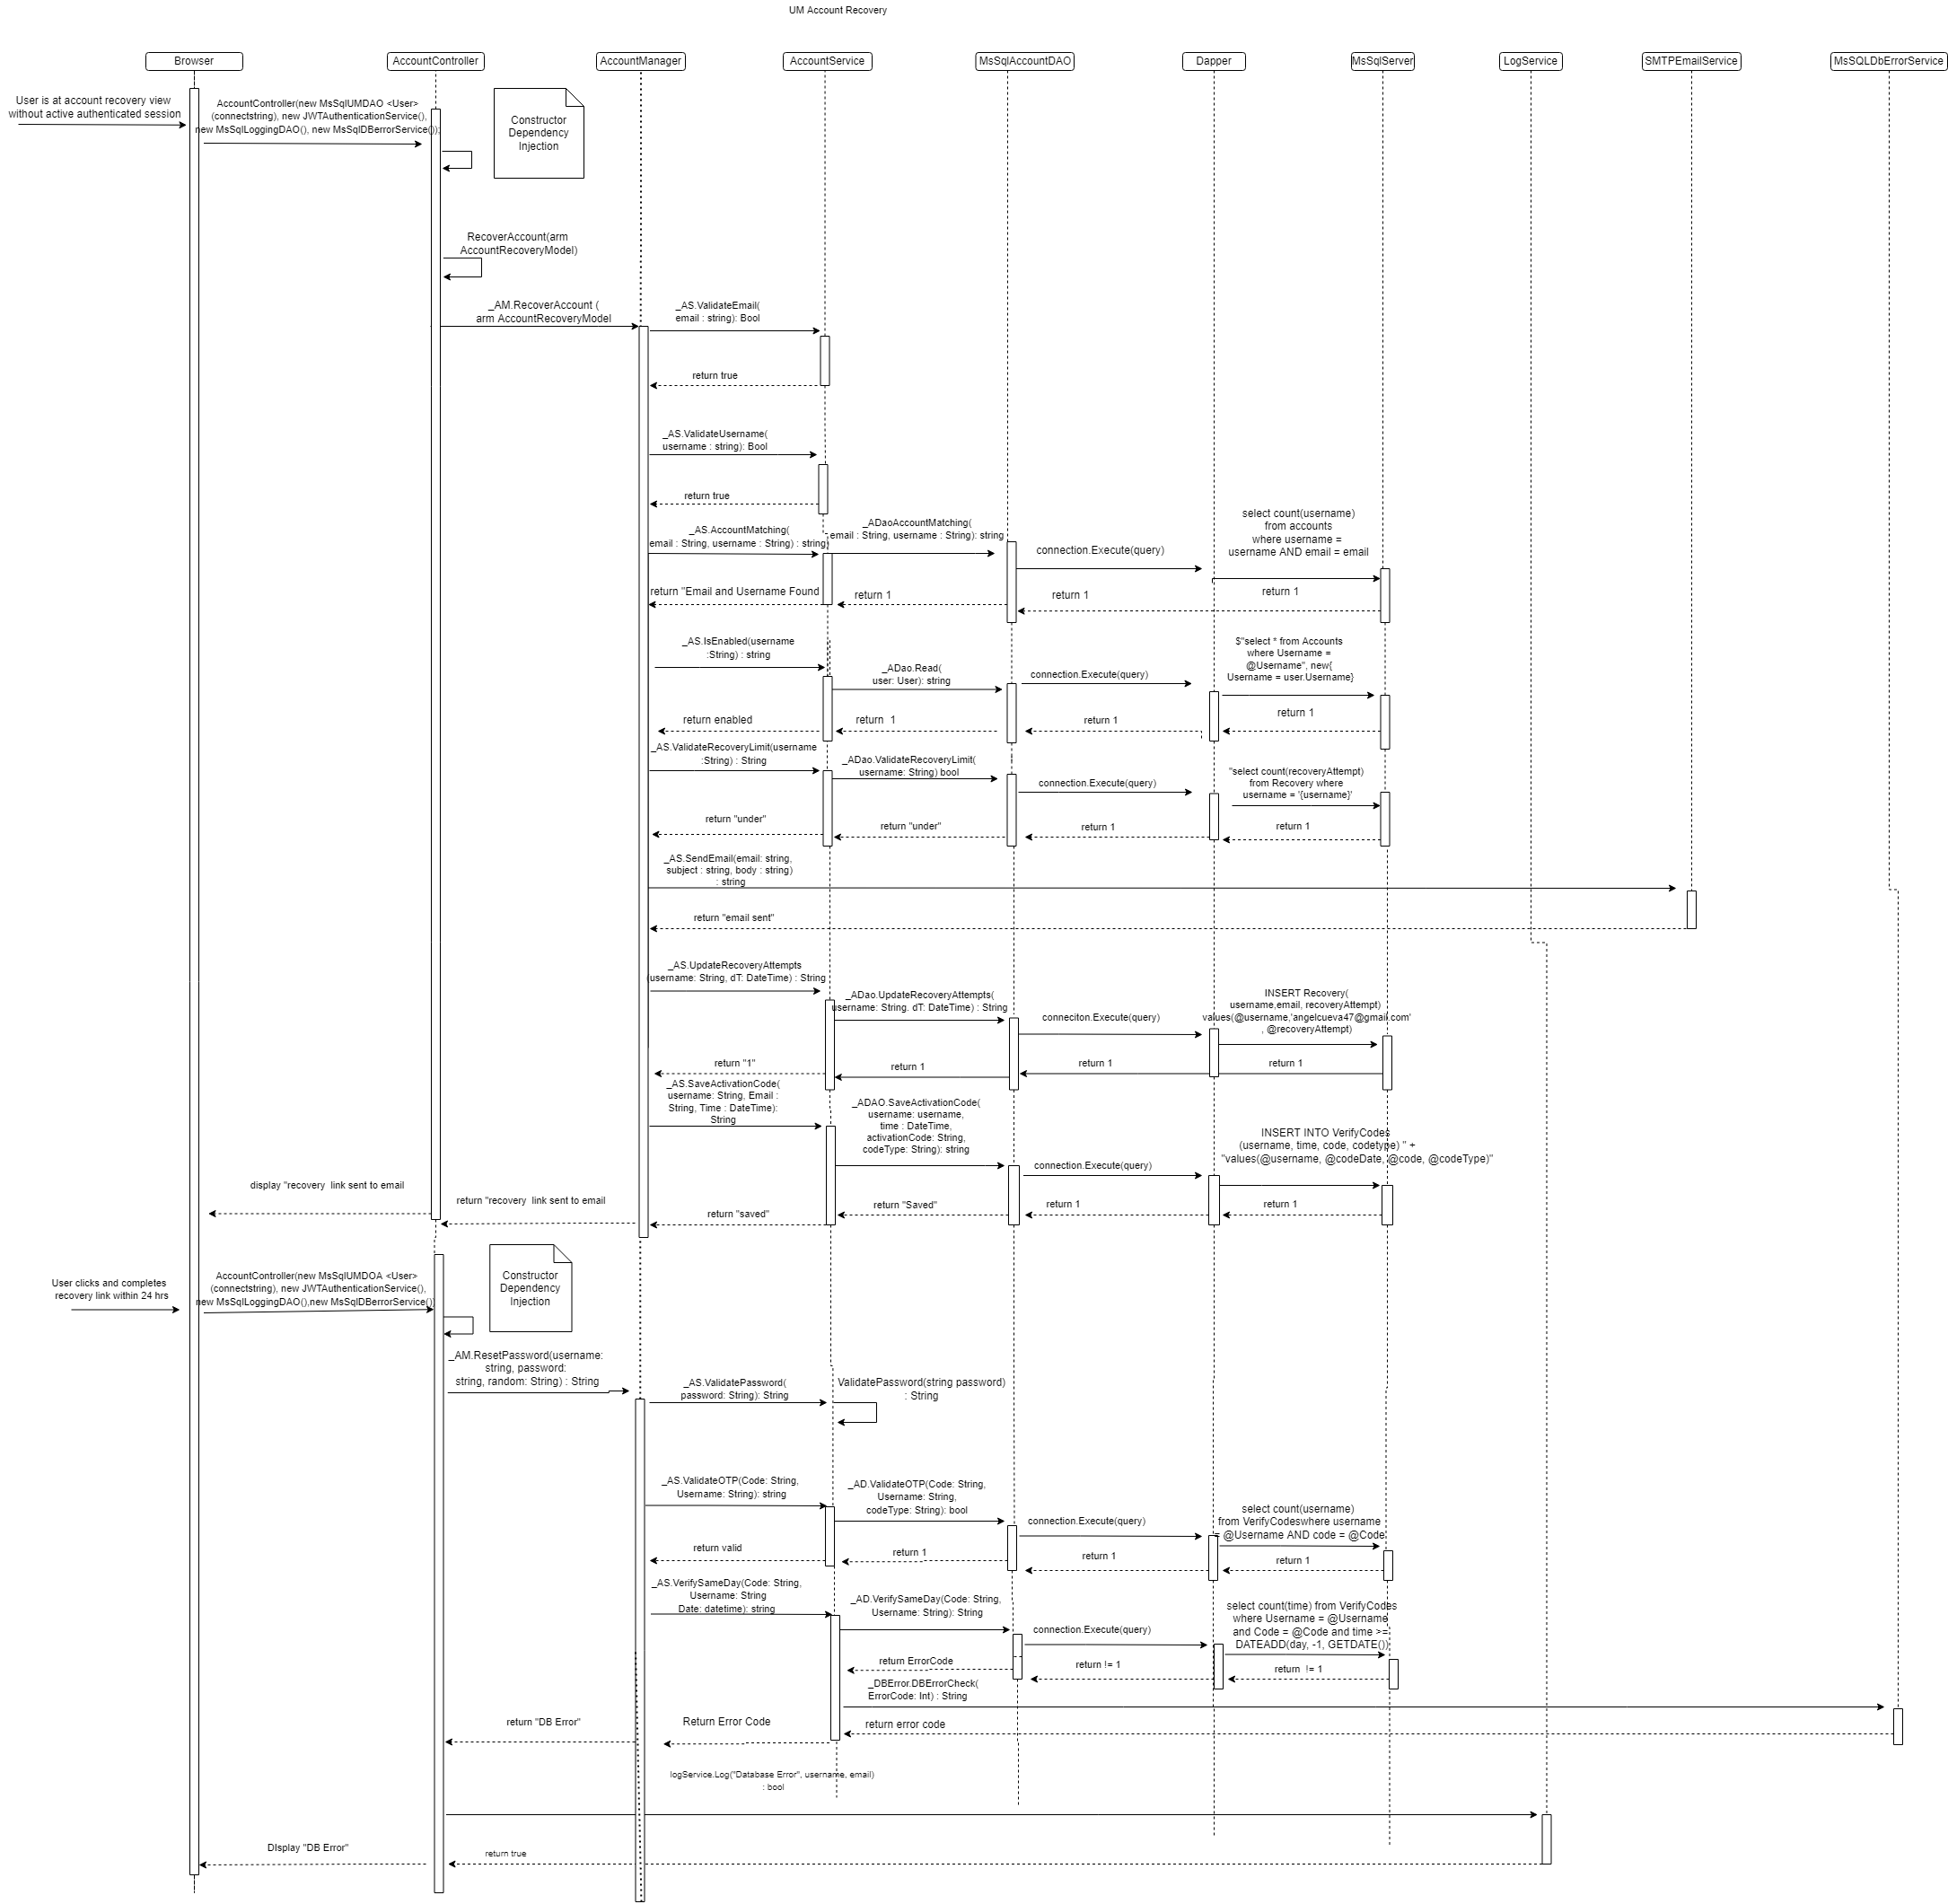 UM Account Recovery
Browser
AccountController
AccountManager
AccountService
MsSqlAccountDAO
Dapper
MsSqlServer
LogService
SMTPEmailService
MsSQLDbErrorService
User is at account recovery view
without active authenticated session
AccountController(new MsSqlUMDAO <User>
(connectstring), new JWTAuthenticationService(),
new MsSqlLoggingDAO(), new MsSqlDBerrorService());
Constructor
Dependency
Injection
RecoverAccount(arm
AccountRecoveryModel)
_AM.RecoverAccount (
arm AccountRecoveryModel
_AS.ValidateEmail(
email : string): Bool
return true
_AS.ValidateUsername(
username : string): Bool
return true
_AS.AccountMatching(
email : String, username : String) : string)
_ADaoAccountMatching(
email : String, username : String): string
connection.Execute(query)
select count(username)
from accounts
where username =
username AND email = email
return "Email and Username Found
return 1
return 1
return 1
_AS.IsEnabled(username
:String) : string
_ADao.Read(
user: User): string
connection.Execute(query)
$"select * from Accounts
where Username =
@Username", new{
Username = user.Username}
return enabled
return  1
return 1
return 1
_AS.ValidateRecoveryLimit(username
:String) : String
_ADao.ValidateRecoveryLimit(
username: String) bool
connection.Execute(query)
"select count(recoveryAttempt)
from Recovery where
username = '{username}'
return "under"
return "under"
return 1
return 1
_AS.SendEmail(email: string,
subject : string, body : string)
: string
return "email sent"
_AS.UpdateRecoveryAttempts
(username: String, dT: DateTime) : String
_ADao.UpdateRecoveryAttempts(
username: String. dT: DateTime) : String
conneciton.Execute(query)
INSERT Recovery(
username,email, recoveryAttempt)
values(@username,'angelcueva47@gmail.com'
, @recoveryAttempt)
return "1"
return 1
return 1
return 1
_AS.SaveActivationCode(
username: String, Email :
String, Time : DateTime):
String
_ADAO.SaveActivationCode(
username: username,
time : DateTime,
activationCode: String,
codeType: String): string
connection.Execute(query)
INSERT INTO VerifyCodes
(username, time, code, codetype) " +
"values(@username, @codeDate, @code, @codeType)"
display "recovery  link sent to email
return "recovery  link sent to email
return "saved"
return "Saved"
return 1
return 1
User clicks and completes
recovery link within 24 hrs
AccountController(new MsSqlUMDOA <User>
(connectstring), new JWTAuthenticationService(),
new MsSqlLoggingDAO(),new MsSqlDBerrorService())
Constructor
Dependency
Injection
_AM.ResetPassword(username:
string, password:
string, random: String) : String
_AS.ValidatePassword(
password: String): String
ValidatePassword(string password)
: String
_AS.ValidateOTP(Code: String,
Username: String): string
_AD.ValidateOTP(Code: String,
Username: String,
codeType: String): bool
connection.Execute(query)
select count(username)
from VerifyCodeswhere username
= @Username AND code = @Code
return valid
return 1
return 1
return 1
_AS.VerifySameDay(Code: String,
Username: String
Date: datetime): string
_AD.VerifySameDay(Code: String,
Username: String): String
connection.Execute(query)
select count(time) from VerifyCodes
where Username = @Username
and Code = @Code and time >=
DATEADD(day, -1, GETDATE())
return ErrorCode
return != 1
return  != 1
_DBError.DBErrorCheck(
ErrorCode: Int) : String
return error code
return "DB Error"
Return Error Code
logService.Log("Database Error", username, email)
: bool
DIsplay "DB Error"
return true